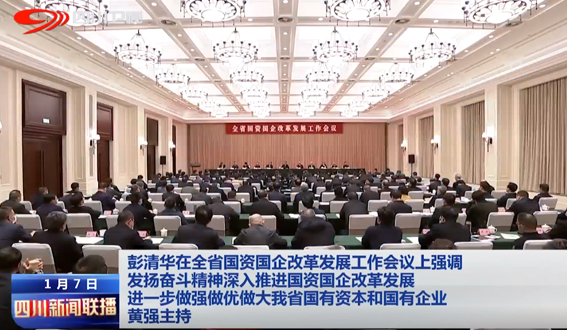 全省国资国企改革发展工作会议
彭清华在全省国资国企改革发展工作会议上强调
发扬奋斗精神深入推进国资国企改革发展
进一步做强做优做大我省国有资本和国有企业
黄强主持
1月7日
四川新闻联播